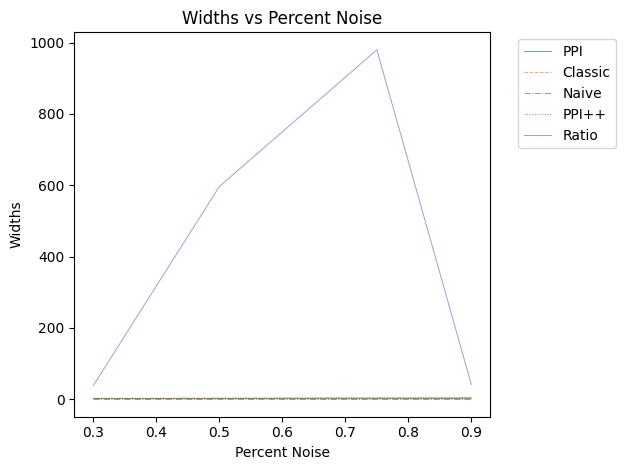 Widths vs Percent Noise
1000
800
600
400
200
0
Widths
0.3 0.4 0.5 0.6 0.7 0.8 0.9
Percent Noise
PPI
Classic
Naive
PPI++
Ratio